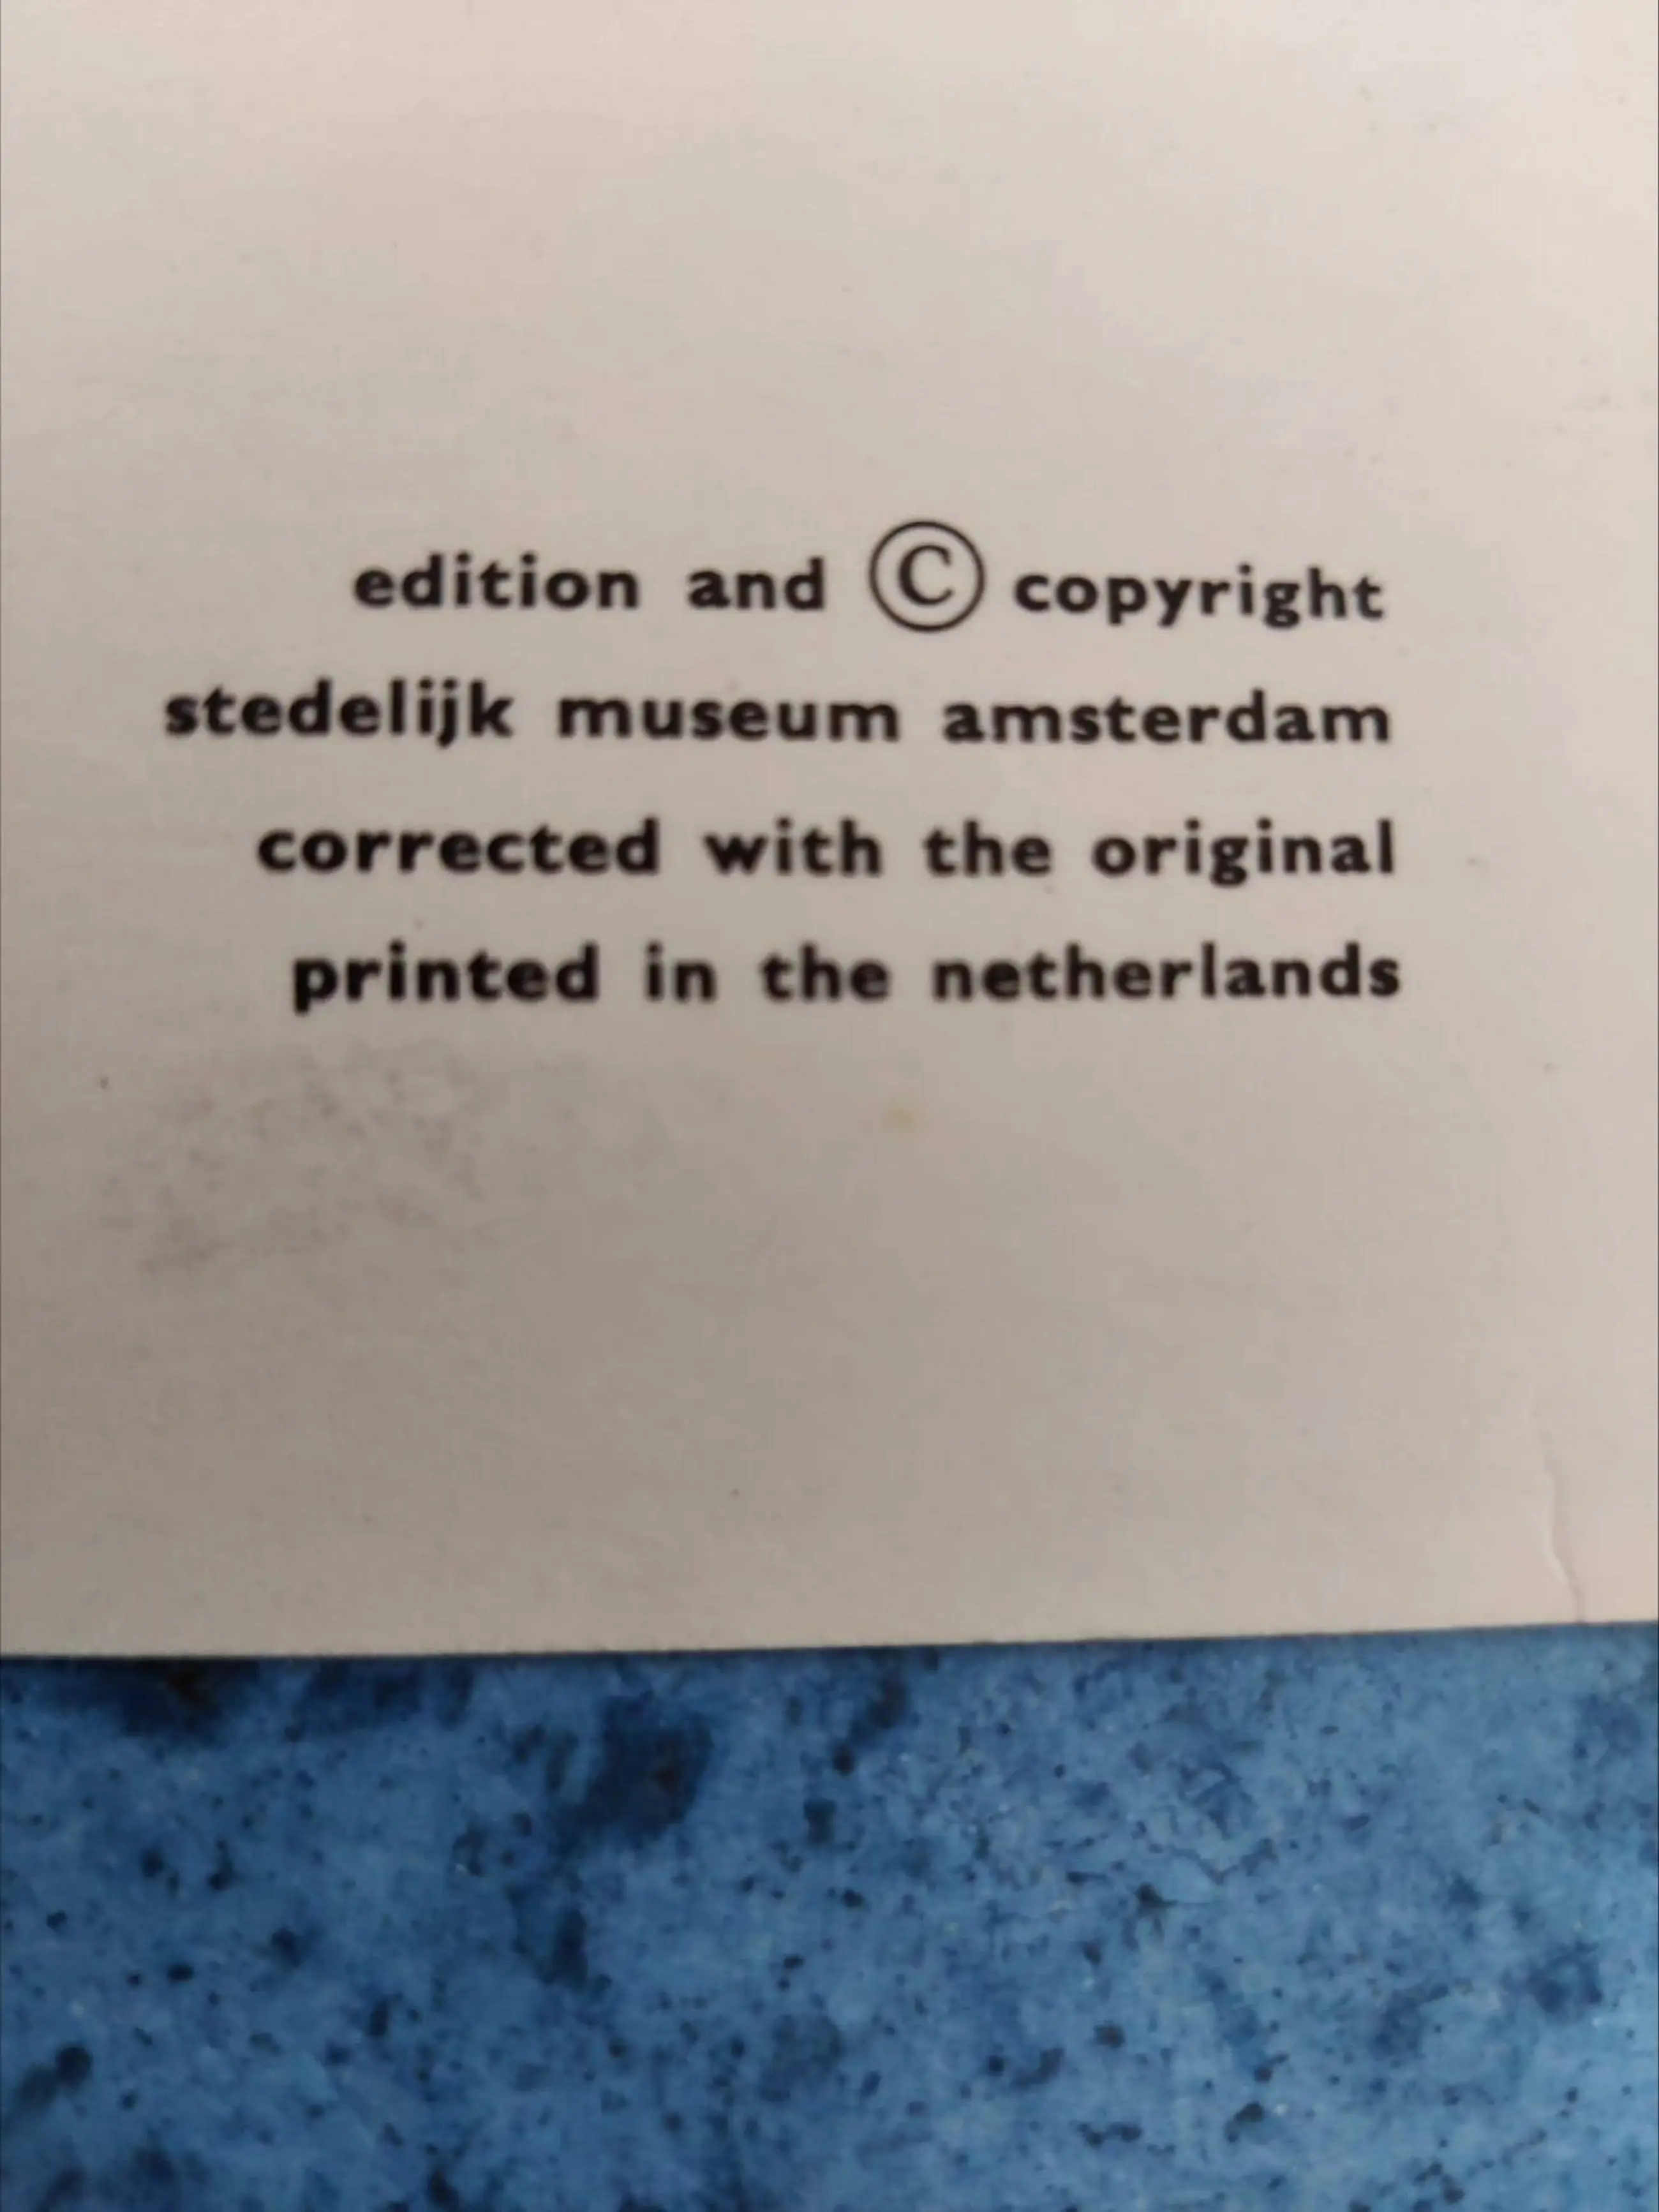 edition and © copyright
stedelijk museum amsterdam
corrected with the original
printed in the netherlands